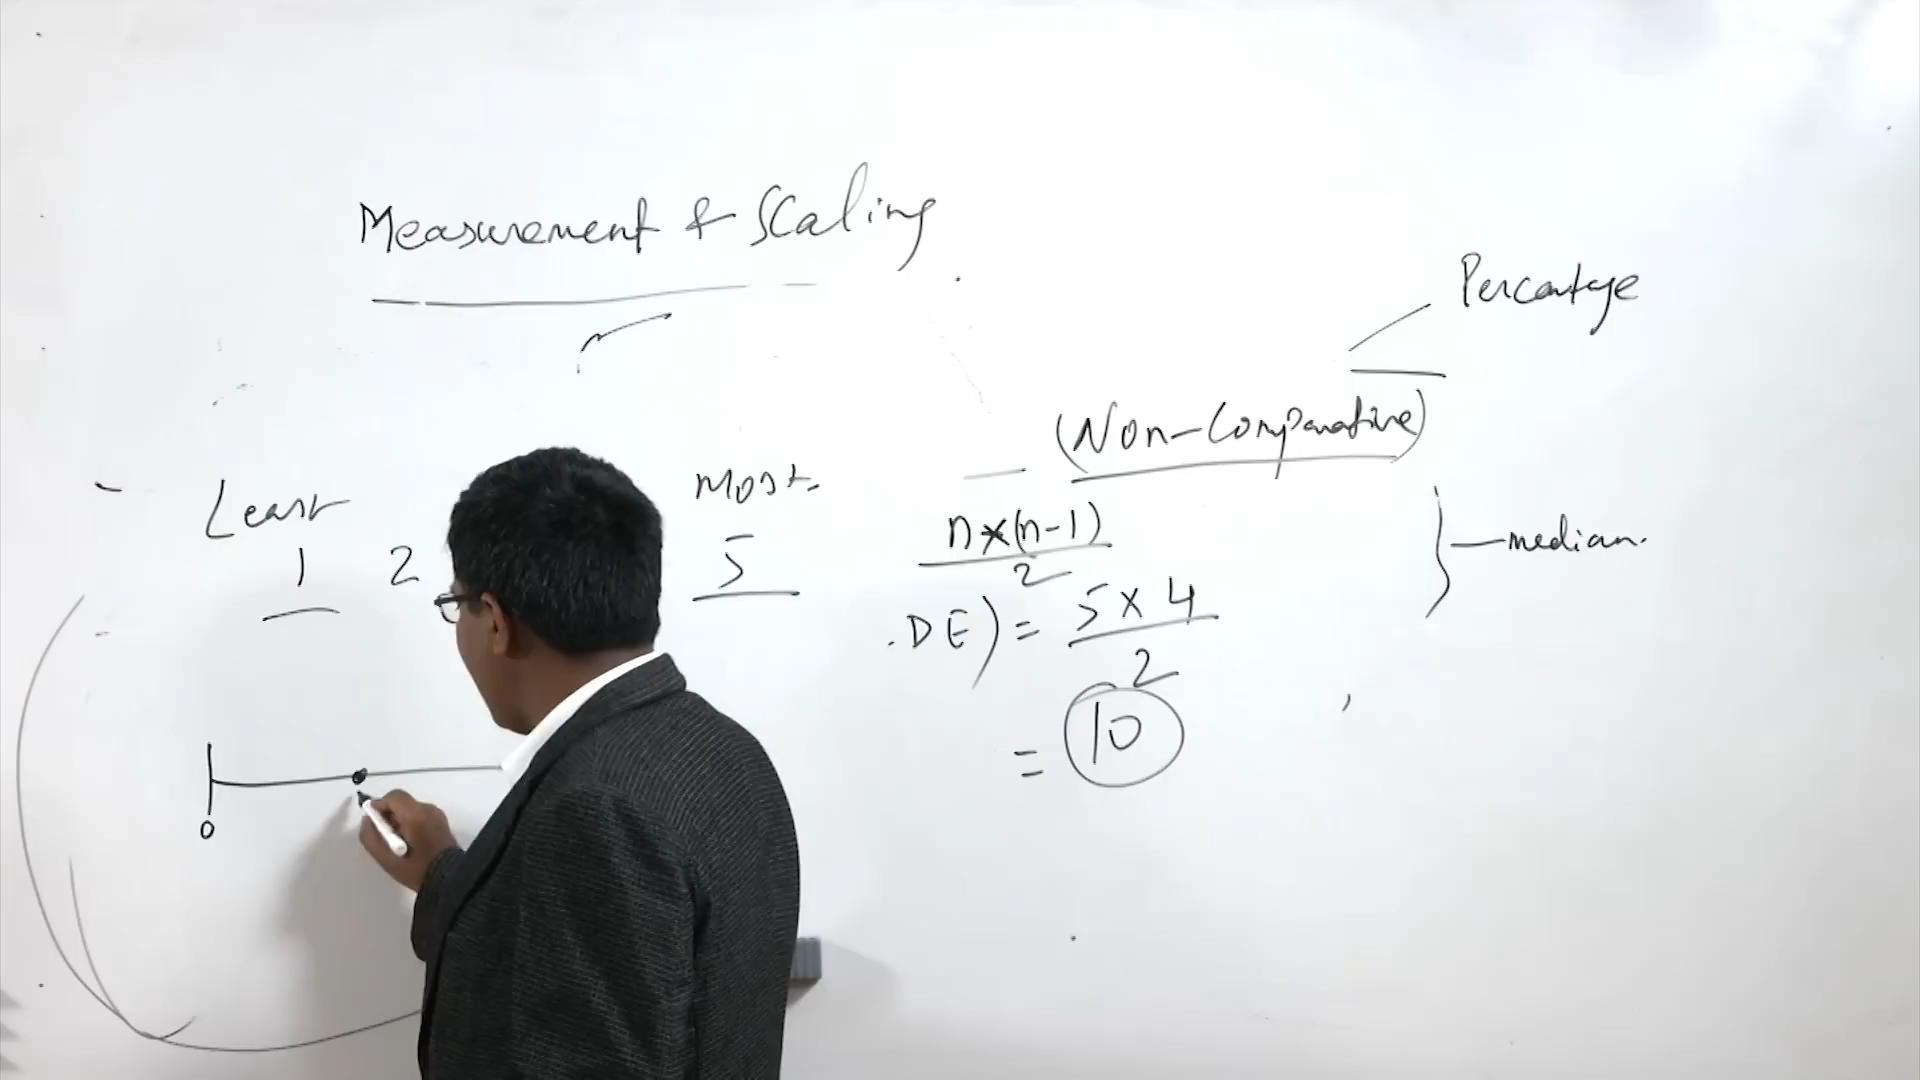 Measurement & Scaling
Percentage
(Non-Comparative)
Least
Most.
1 2 5
n×(n-1)
2
median.
.DE) = 5 × 4
2
= 10
0